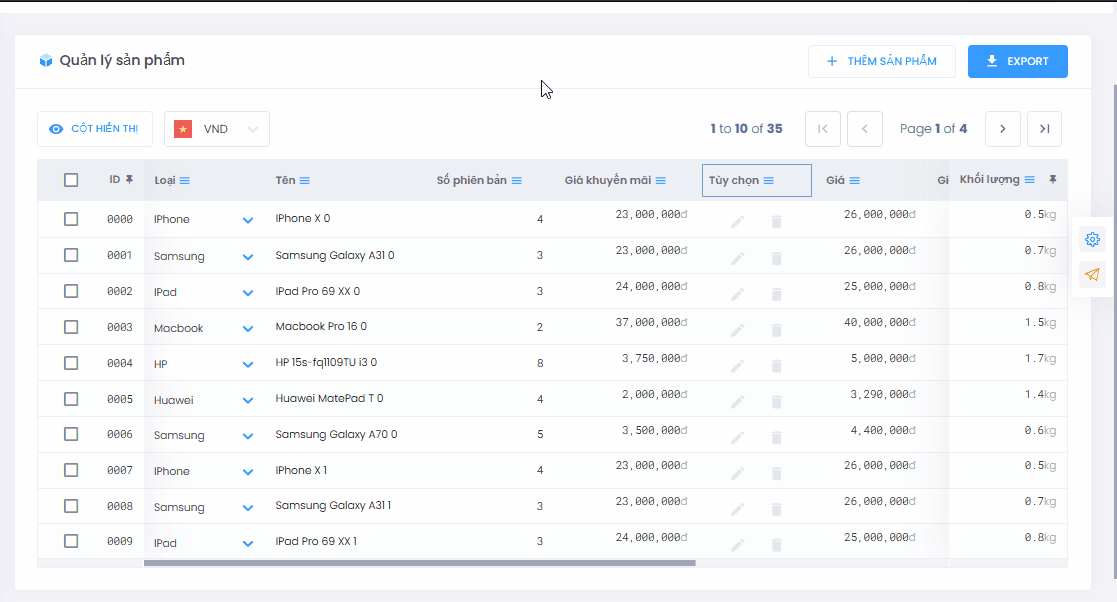 Quản lý sản phẩm
THÊM SẢN PHẨM EXPORT
CỘT HIỂN THỊ VND 1 to 10 of 35 Page 1 of 4
ID Loại Tên Số phiên bản Giá khuyến mãi Tùy chọn Giá Gi Khối lượng
0000 IPhone IPhone X 0 4 23,000,000đ 26,000,000đ 0.5kg
0001 Samsung Samsung Galaxy A31 0 3 23,000,000đ 26,000,000đ 0.7kg
0002 IPad IPad Pro 69 XX 0 3 24,000,000đ 25,000,000đ 0.8kg
0003 Macbook Macbook Pro 16 0 2 37,000,000đ 40,000,000đ 1.5kg
0004 HP HP 15s-fq1109TU i3 0 8 3,750,000đ 5,000,000đ 1.7kg
0005 Huawei Huawei MatePad T 0 4 2,000,000đ 3,290,000đ 1.4kg
0006 Samsung Samsung Galaxy A70 0 5 3,500,000đ 4,400,000đ 0.6kg
0007 IPhone IPhone X 1 4 23,000,000đ 26,000,000đ 0.5kg
0008 Samsung Samsung Galaxy A31 1 3 23,000,000đ 26,000,000đ 0.7kg
0009 IPad IPad Pro 69 XX 1 3 24,000,000đ 25,000,000đ 0.8kg